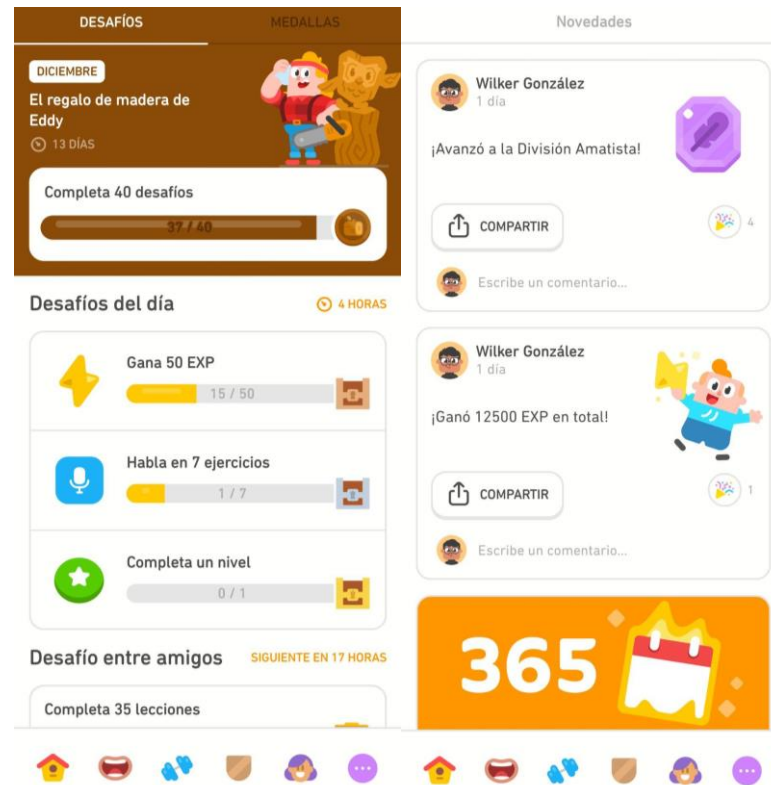 DESAFÍOS
MEDALLAS
DICIEMBRE
El regalo de madera de
Eddy
13 DÍAS
Completa 40 desafíos
37 / 40
Desafíos del día
4 HORAS
Gana 50 EXP
15 / 50
Habla en 7 ejercicios
1 / 7
Completa un nivel
0 / 1
Desafío entre amigos
SIGUIENTE EN 17 HORAS
Completa 35 lecciones
Novedades
Wilker González
1 día
¡Avanzó a la División Amatista!
COMPARTIR
4
Escribe un comentario...
Wilker González
1 día
¡Ganó 12500 EXP en total!
COMPARTIR
1
Escribe un comentario...
365